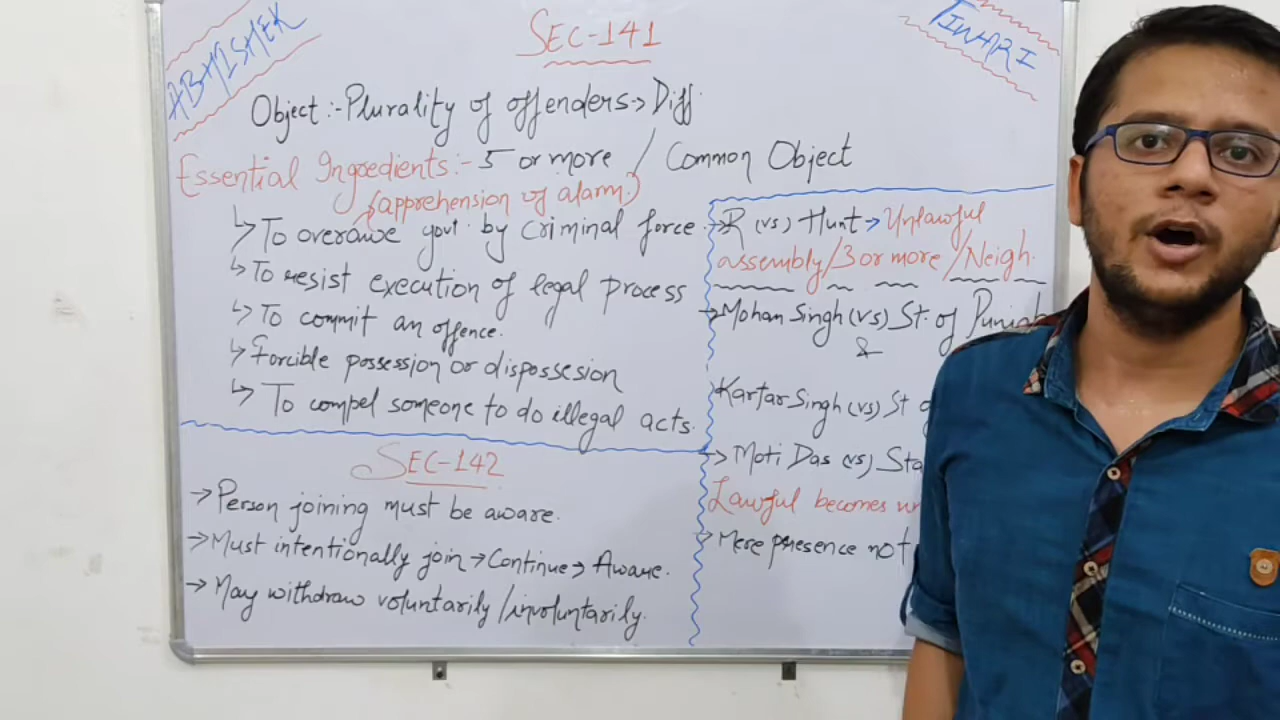 ABHISHEK
TIWARI
SEC-141
Object :- Plurality of offenders → Diff.
Essential Ingredients :- 5 or more / Common Object
(apprehension of alarm)
↳ To overawe govt. by criminal force.
↳ To resist execution of legal process
↳ To commit an offence.
↳ Forcible possession or dispossesion
↳ To compel someone to do illegal acts.
SEC-142
→ Person joining must be aware.
→ Must intentionally join → Continue → Aware.
→ May withdraw voluntarily / involuntarily.
→ R (vs) Hunt → Unlawful
assembly / 3 or more / Neigh.
→ Mohan Singh (vs) St. of Punjab
&
Kartar Singh (vs) St
→ Moti Das (vs) Sta
Lawful becomes
→ Mere presence not